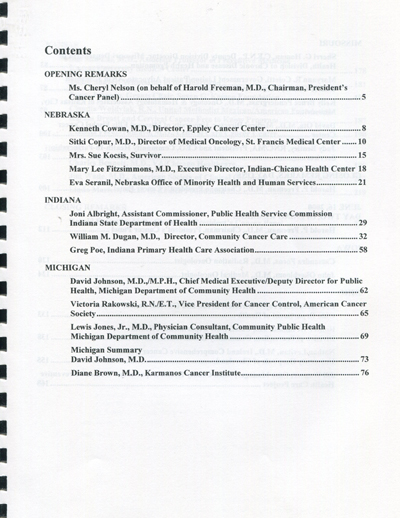 Contents
OPENING REMARKS
Ms. Cheryl Nelson (on behalf of Harold Freeman, M.D., Chairman, President's
Cancer Panel) ........ 5
NEBRASKA
Kenneth Cowan, M.D., Director, Eppley Cancer Center ........ 8
Sitki Copur, M.D., Director of Medical Oncology, St. Francis Medical Center ....... 10
Mrs. Sue Kocsis, Survivor ........ 15
Mary Lee Fitzsimmons, M.D., Executive Director, Indian-Chicano Health Center 18
Eva Seranil, Nebraska Office of Minority Health and Human Services ........ 21
INDIANA
Joni Albright, Assistant Commissioner, Public Health Service Commission
Indiana State Department of Health ........ 29
William M. Dugan, M.D., Director, Community Cancer Care ........ 32
Greg Poe, Indiana Primary Health Care Association ........ 58
MICHIGAN
David Johnson, M.D./M.P.H., Chief Medical Executive/Deputy Director for Public
Health, Michigan Department of Community Health ........ 62
Victoria Rakowski, R.N./E.T., Vice President for Cancer Control, American Cancer
Society ........ 65
Lewis Jones, Jr., M.D., Physician Consultant, Community Public Health
Michigan Department of Community Health ........ 69
Michigan Summary
David Johnson, M.D. ........ 73
Diane Brown, M.D., Karmanos Cancer Institute ........ 76